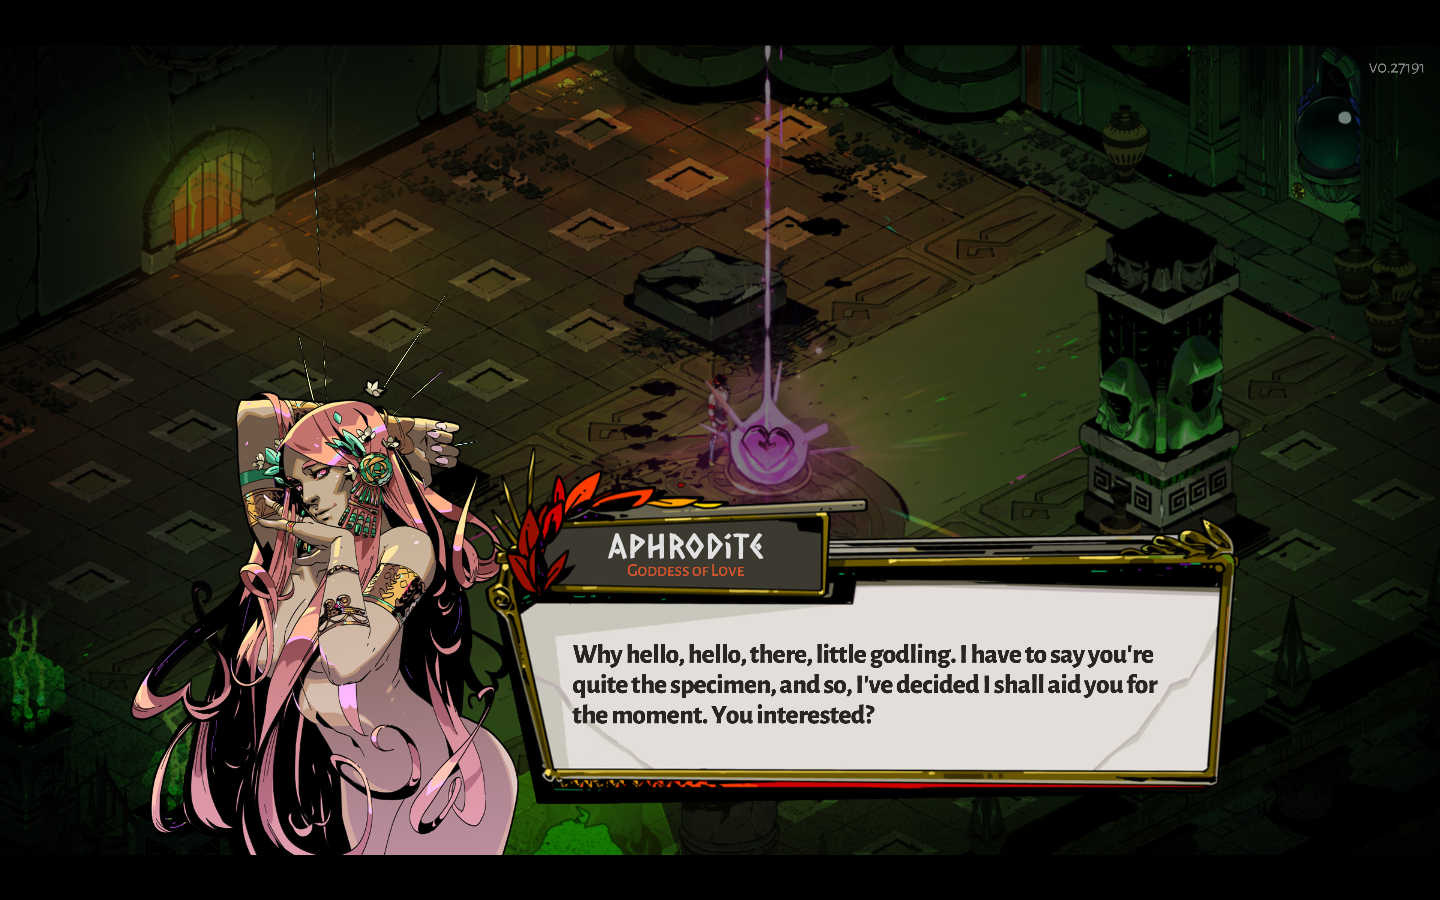 V0.27191
APHRODITE
GODDESS OF LOVE
Why hello, hello, there, little godling. I have to say you're
quite the specimen, and so, I've decided I shall aid you for
the moment. You interested?